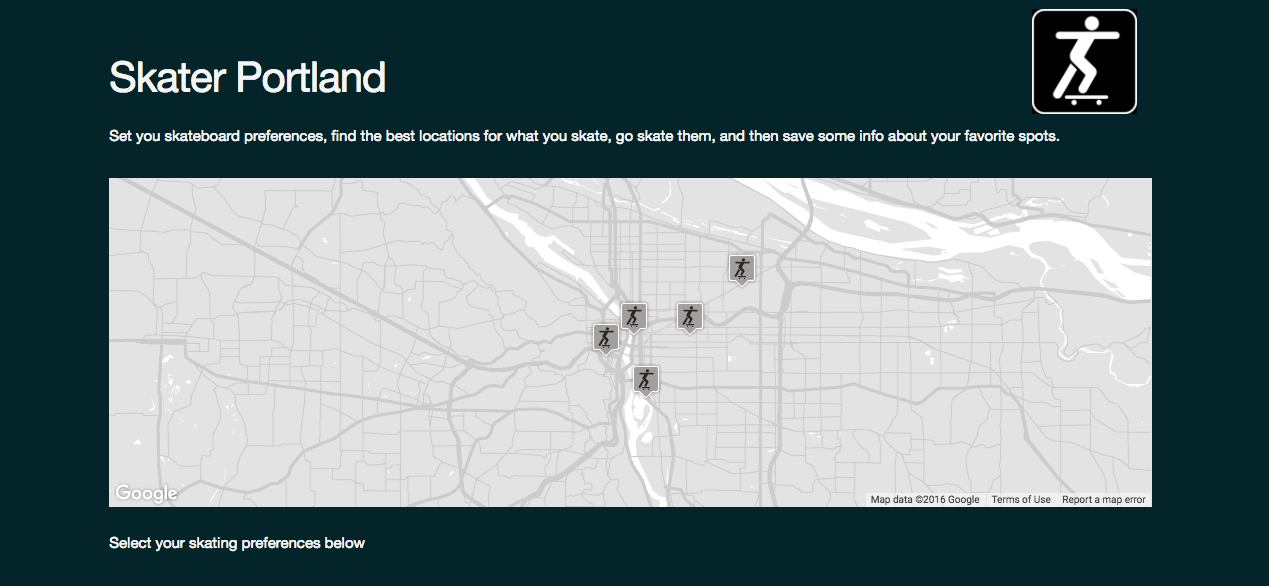 Skater Portland
Set you skateboard preferences, find the best locations for what you skate, go skate them, and then save some info about your favorite spots.
Google
Map data ©2016 Google
Terms of Use
Report a map error
Select your skating preferences below